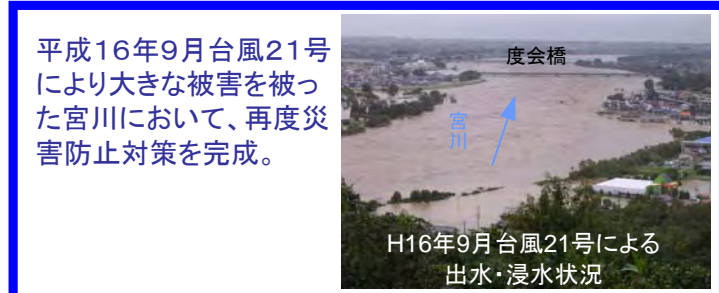 平成16年9月台風21号
により大きな被害を被っ
た宮川において、再度災
害防止対策を完成。
度会橋
宮川
H16年9月台風21号による
出水・浸水状況